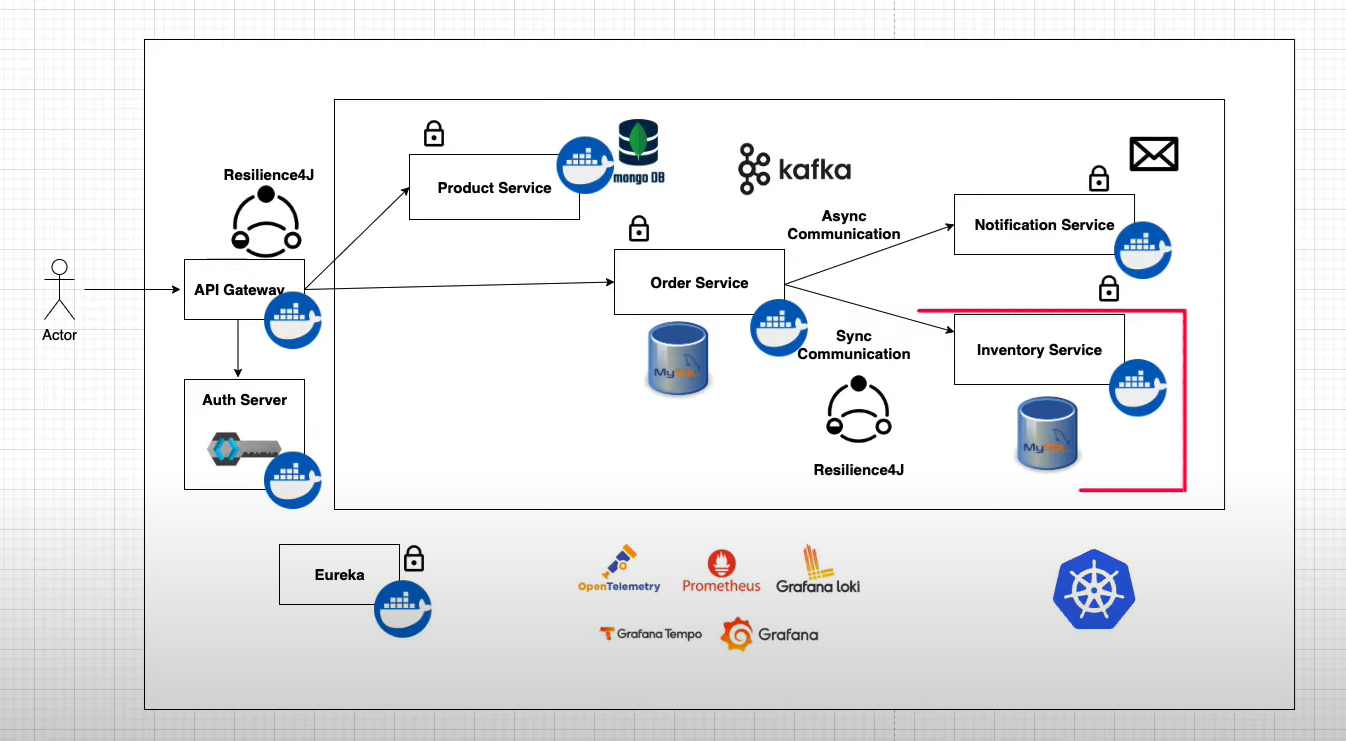 Resilience4J
Product Service
mongo DB
kafka
Async
Communication
Notification Service
Actor
API Gateway
Order Service
MySQL
Sync
Communication
Inventory Service
MySQL
Resilience4J
Auth Server
Eureka
OpenTelemetry
Prometheus
Grafana loki
Grafana Tempo
Grafana